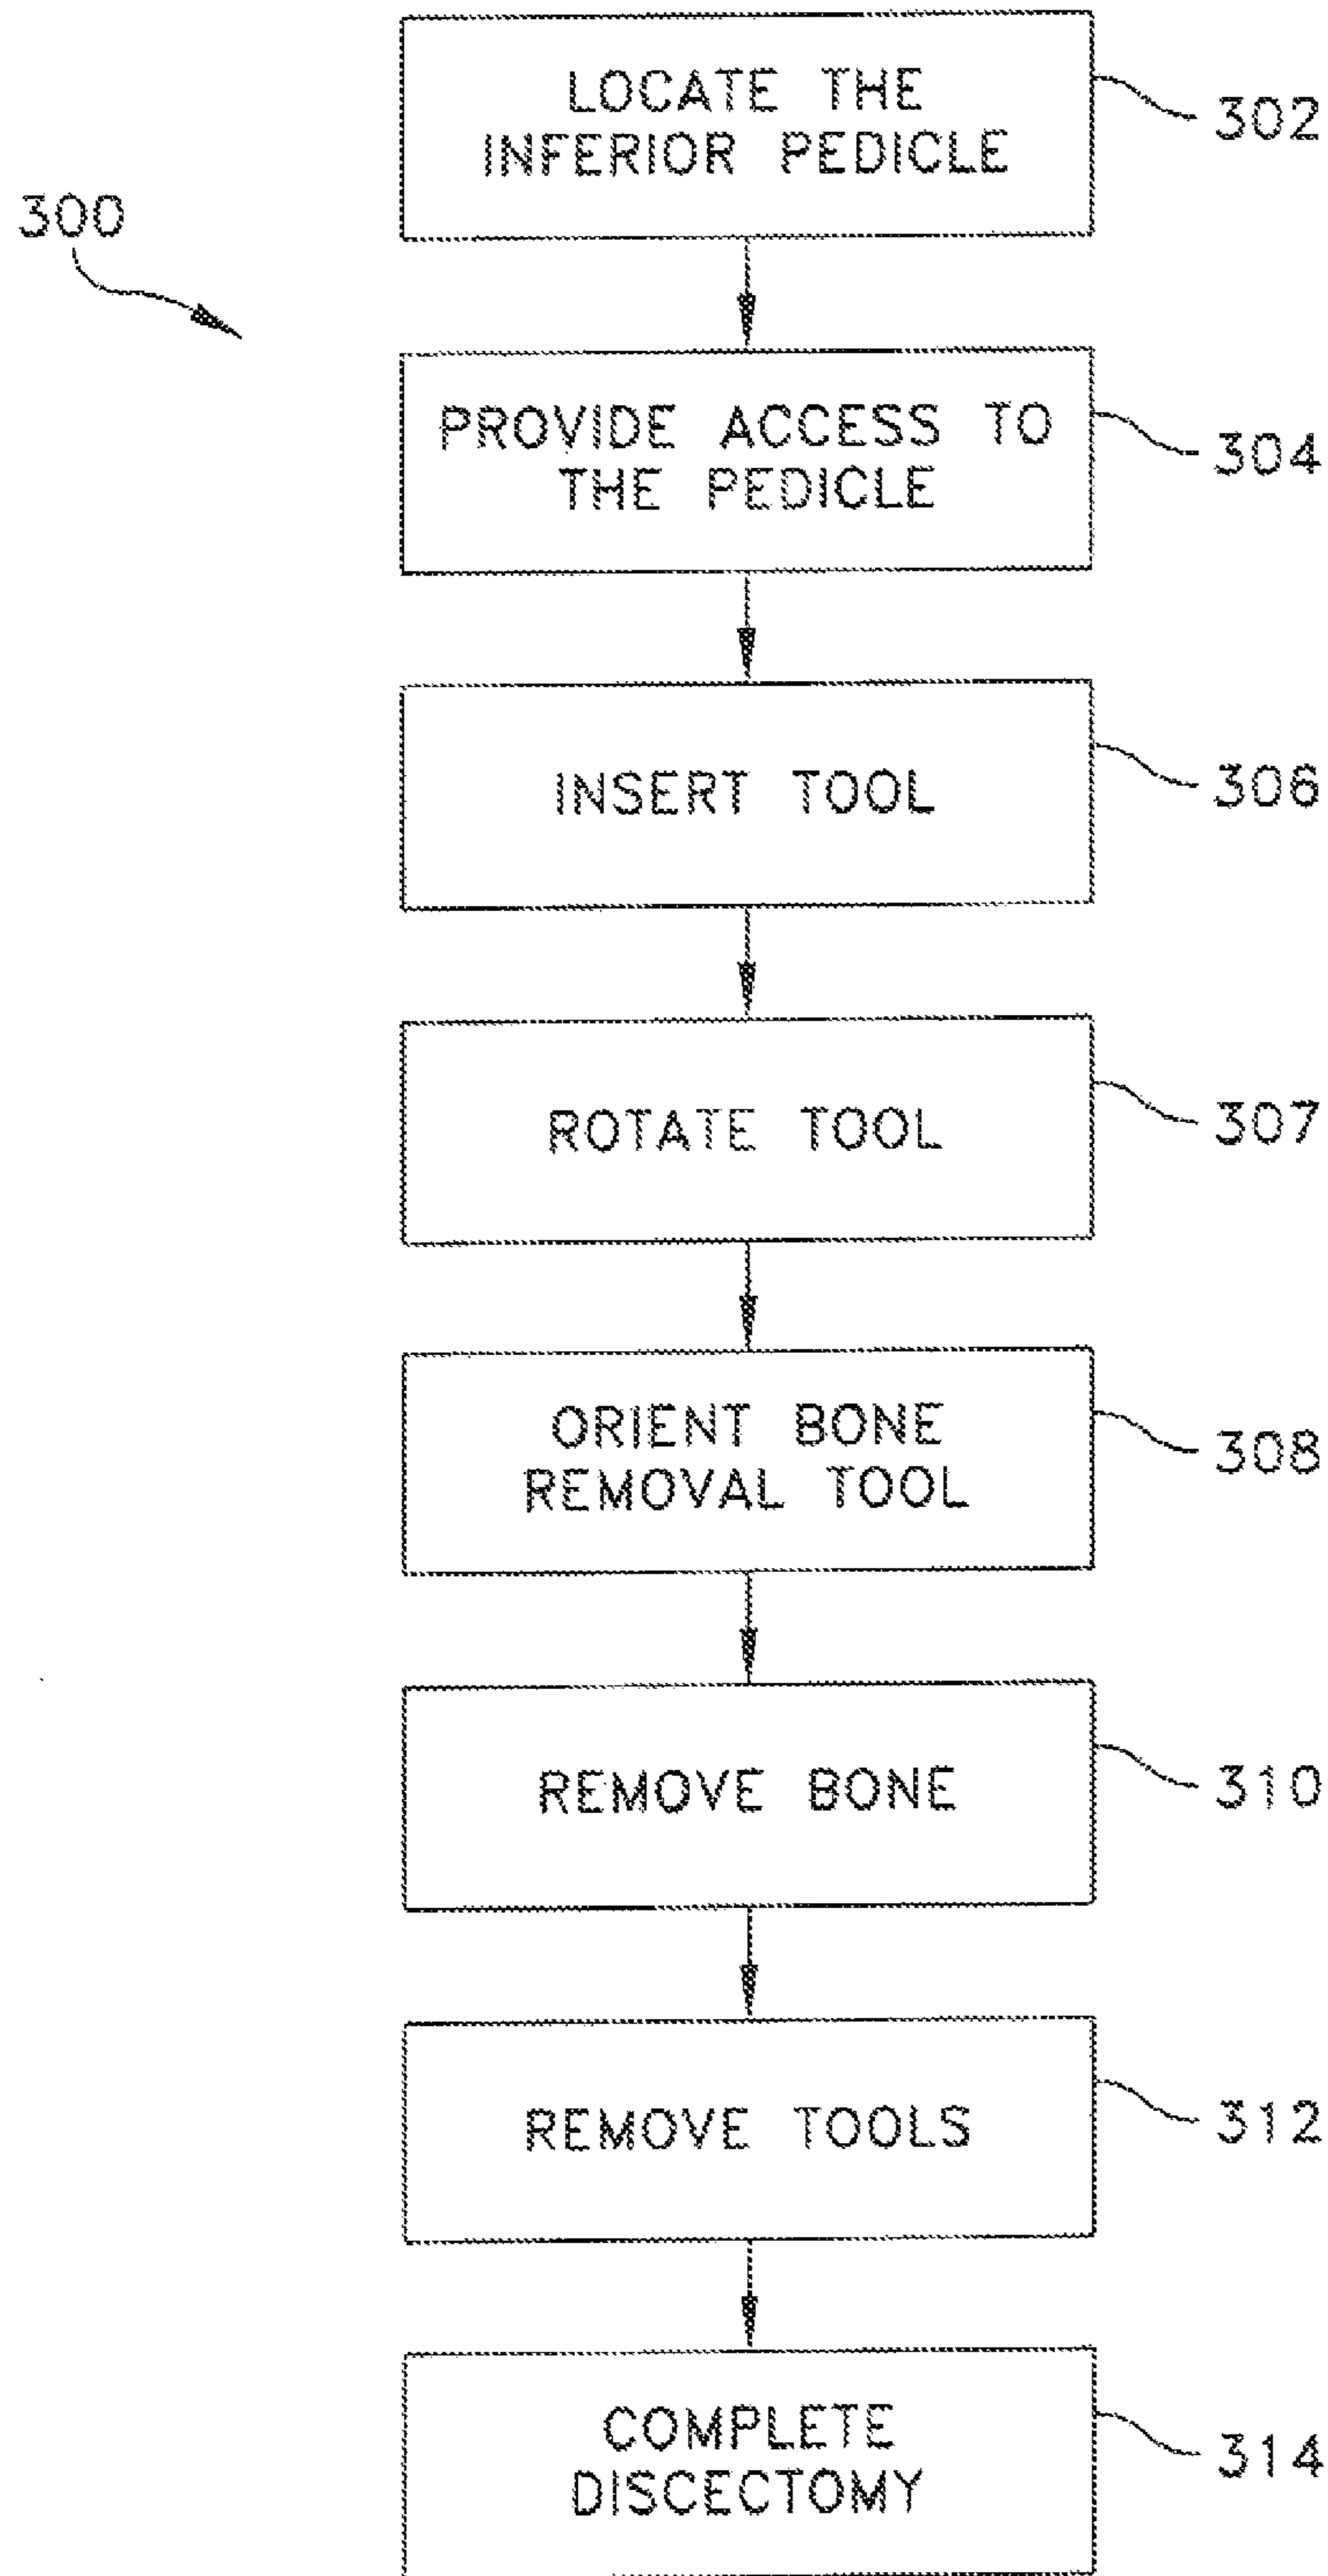 LOCATE THE
INFERIOR PEDICLE
302
300
PROVIDE ACCESS TO
THE PEDICLE
304
INSERT TOOL
306
ROTATE TOOL
307
ORIENT BONE
REMOVAL TOOL
308
REMOVE BONE
310
REMOVE TOOLS
312
COMPLETE
DISCECTOMY
314